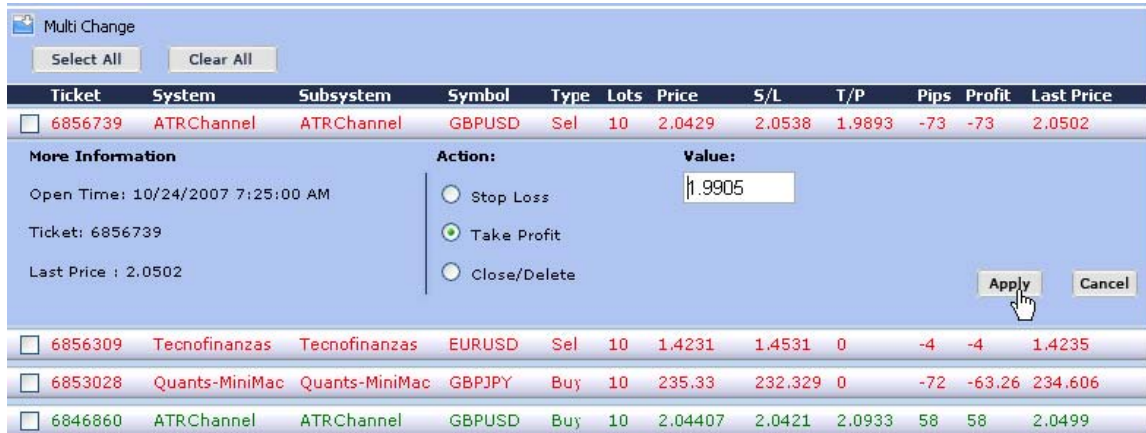 Multi Change
Select All Clear All
Ticket System Subsystem Symbol Type Lots Price S/L T/P Pips Profit Last Price
6856739 ATRChannel ATRChannel GBPUSD Sel 10 2.0429 2.0538 1.9893 -73 -73 2.0502
More Information Action: Value:
Open Time: 10/24/2007 7:25:00 AM Stop Loss 1.9905
Ticket: 6856739 Take Profit
Last Price : 2.0502 Close/Delete
Apply Cancel
6856309 Tecnofinanzas Tecnofinanzas EURUSD Sel 10 1.4231 1.4531 0 -4 -4 1.4235
6853028 Quants-MiniMac Quants-MiniMac GBPJPY Buy 10 235.33 232.329 0 -72 -63.26 234.606
6846860 ATRChannel ATRChannel GBPUSD Buy 10 2.04407 2.0421 2.0933 58 58 2.0499